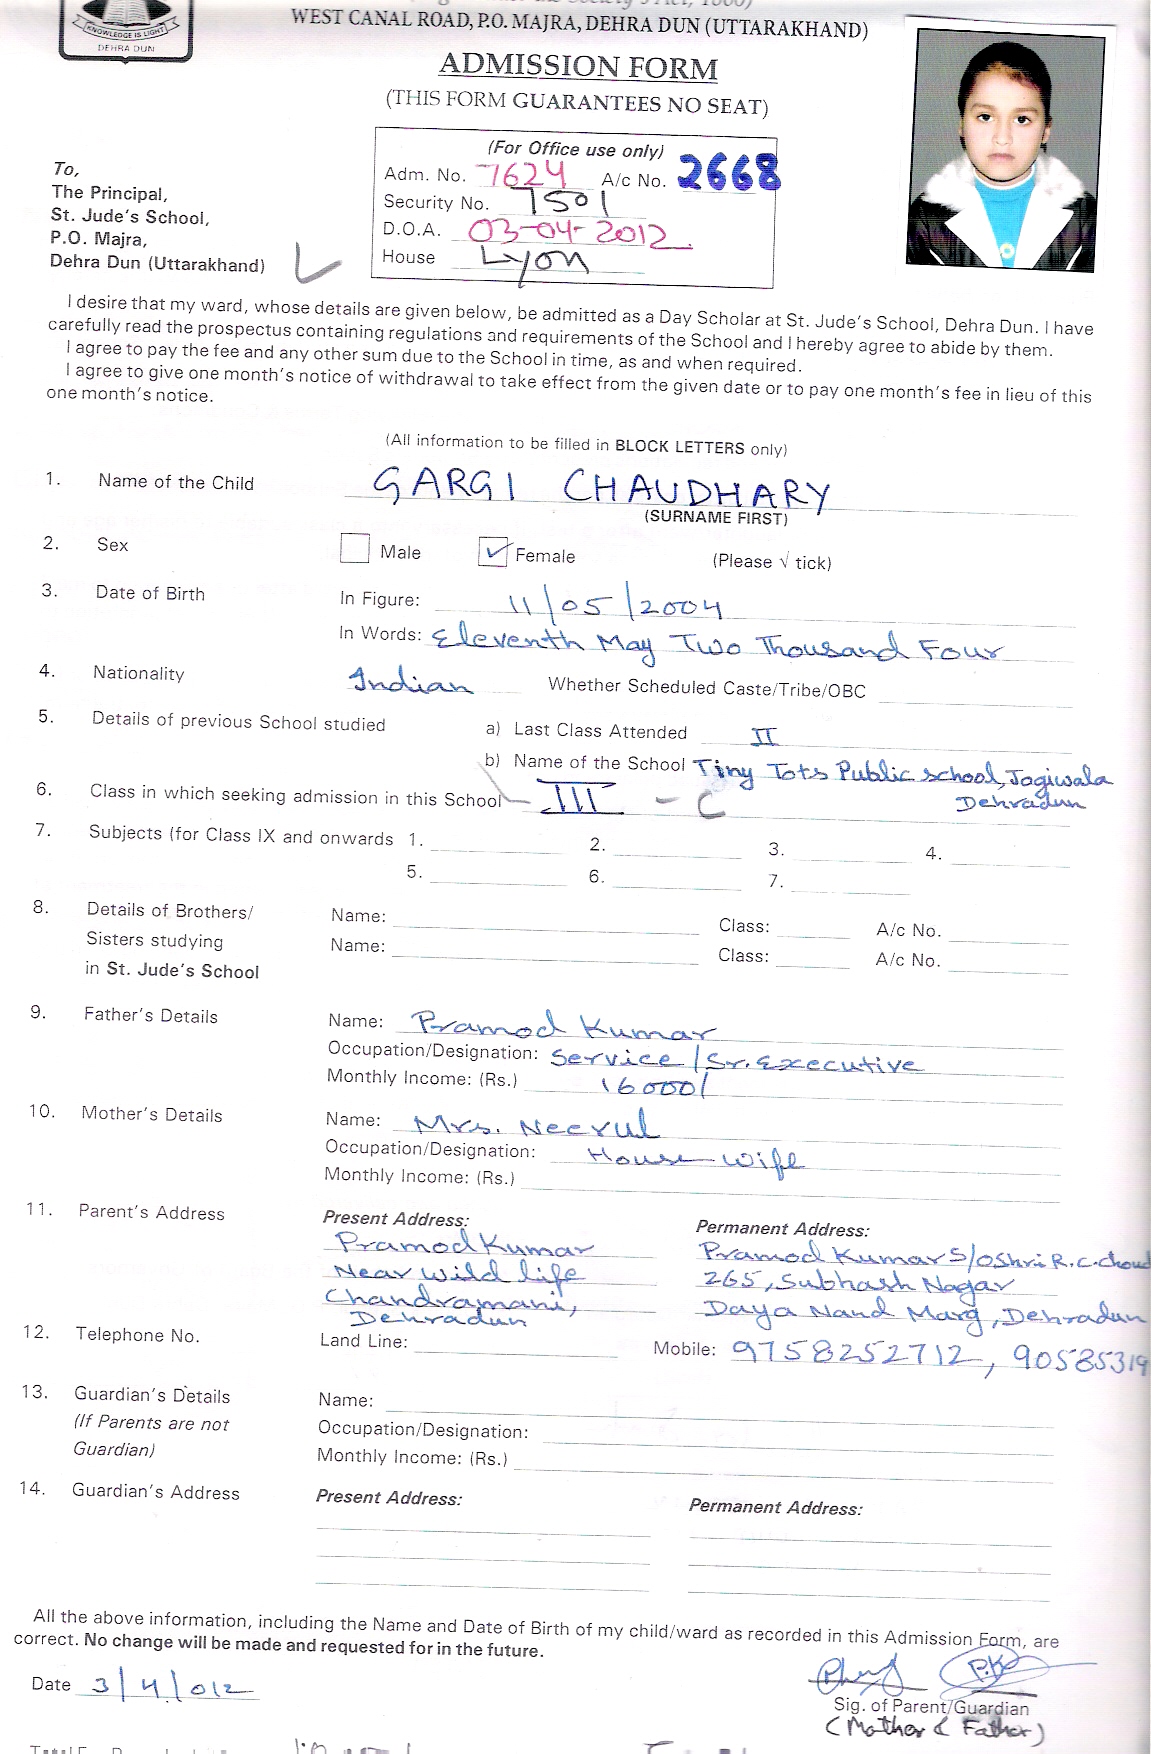 KNOWLEDGE IS LIGHT
DEHRA DUN
WEST CANAL ROAD, P.O. MAJRA, DEHRA DUN (UTTARAKHAND)
ADMISSION FORM
(THIS FORM GUARANTEES NO SEAT)
(For Office use only)
Adm. No. 7624 A/c No. 2668
Security No. 7501
D.O.A. 03-04-2012.
House Lyon
To,
The Principal,
St. Jude's School,
P.O. Majra,
Dehra Dun (Uttarakhand)
I desire that my ward, whose details are given below, be admitted as a Day Scholar at St. Jude's School, Dehra Dun. I have
carefully read the prospectus containing regulations and requirements of the School and I hereby agree to abide by them.
I agree to pay the fee and any other sum due to the School in time, as and when required.
I agree to give one month's notice of withdrawal to take effect from the given date or to pay one month's fee in lieu of this
one month's notice.
(All information to be filled in BLOCK LETTERS only)
1. Name of the Child GARGI CHAUDHARY
(SURNAME FIRST)
2. Sex Male Female (Please √ tick)
3. Date of Birth In Figure: 11/05/2004
In Words: Eleventh May Two Thousand Four
4. Nationality Indian Whether Scheduled Caste/Tribe/OBC
5. Details of previous School studied a) Last Class Attended II
b) Name of the School Tiny Tots Public school, Jogiwala
Dehradun
6. Class in which seeking admission in this School III - C
7. Subjects (for Class IX and onwards 1. 2. 3. 4.
5. 6. 7.
8. Details of Brothers/ Name: Class: A/c No.
Sisters studying Name: Class: A/c No.
in St. Jude's School
9. Father's Details Name: Pramod Kumar
Occupation/Designation: Service/Sr. Executive
Monthly Income: (Rs.) 16000/
10. Mother's Details Name: Mrs. Neerul
Occupation/Designation: House wife
Monthly Income: (Rs.)
11. Parent's Address Present Address: Permanent Address:
Pramod Kumar Pramod Kumar S/O Shri R.C. Choud
Near Wild life 265, Subhash Nagar
Chandramani, Daya Nand Marg, Dehradun
Dehradun
12. Telephone No. Land Line: Mobile: 9758252712, 90585319
13. Guardian's Details Name:
(If Parents are not Occupation/Designation:
Guardian) Monthly Income: (Rs.)
14. Guardian's Address Present Address: Permanent Address:
All the above information, including the Name and Date of Birth of my child/ward as recorded in this Admission Form, are
correct. No change will be made and requested for in the future.
Date 3/4/012
P.K
Sig. of Parent/Guardian
(Mother & Father)